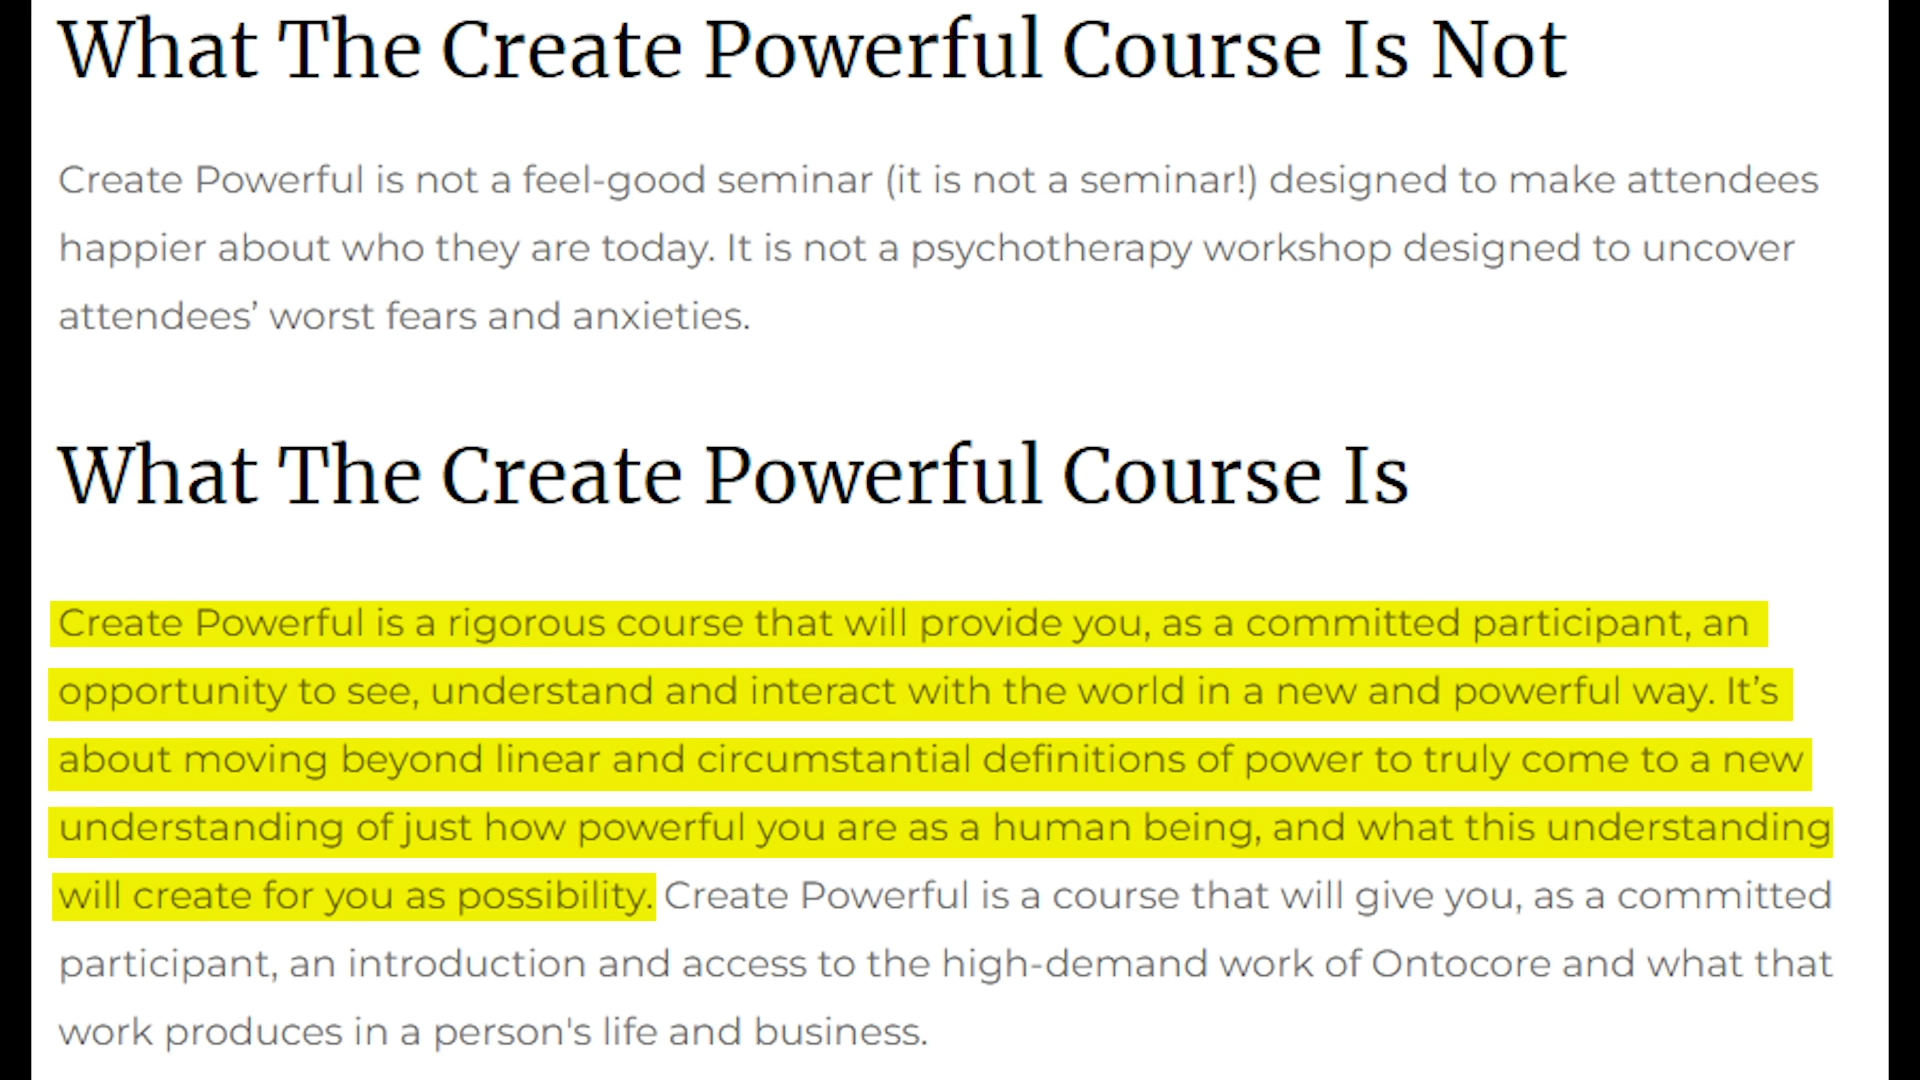 What The Create Powerful Course Is Not
Create Powerful is not a feel-good seminar (it is not a seminar!) designed to make attendees
happier about who they are today. It is not a psychotherapy workshop designed to uncover
attendees’ worst fears and anxieties.
What The Create Powerful Course Is
Create Powerful is a rigorous course that will provide you, as a committed participant, an
opportunity to see, understand and interact with the world in a new and powerful way. It’s
about moving beyond linear and circumstantial definitions of power to truly come to a new
understanding of just how powerful you are as a human being, and what this understanding
will create for you as possibility. Create Powerful is a course that will give you, as a committed
participant, an introduction and access to the high-demand work of Ontocore and what that
work produces in a person's life and business.